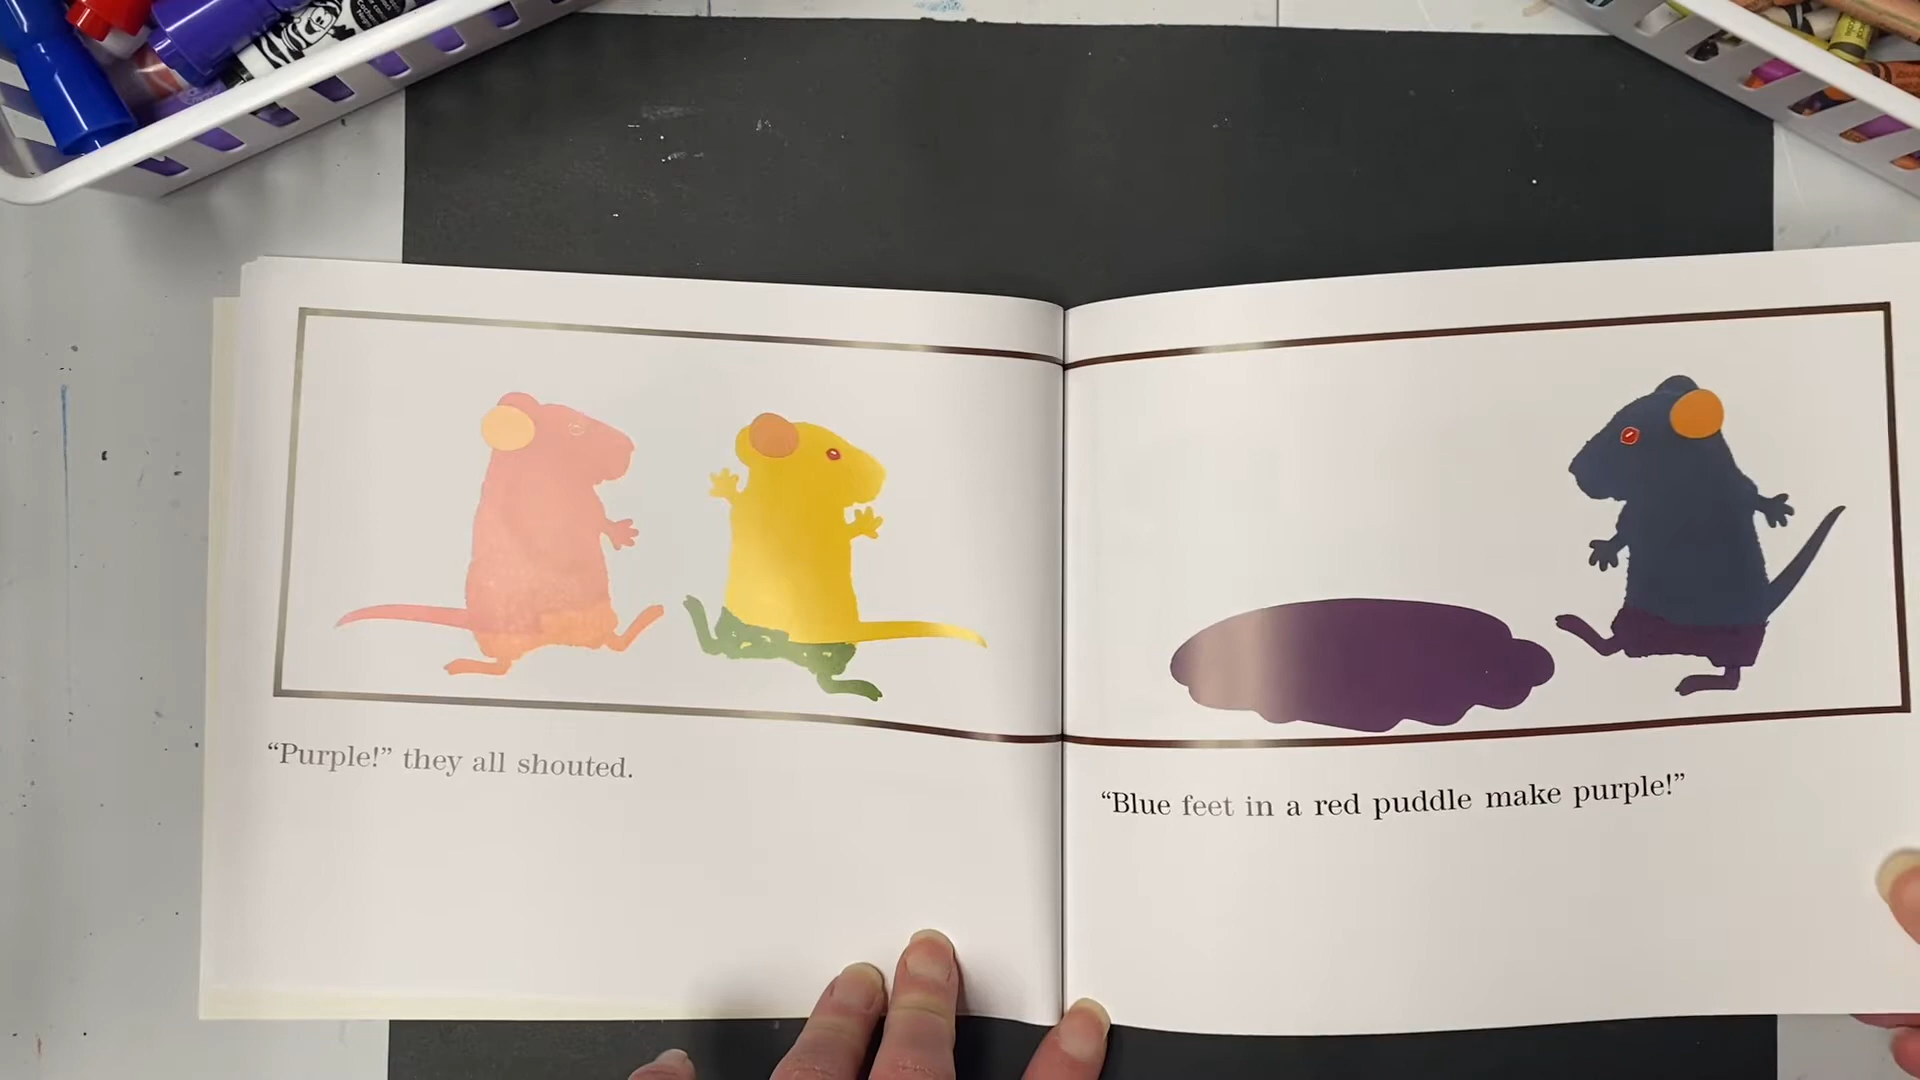 “Purple!” they all shouted.
“Blue feet in a red puddle make purple!”